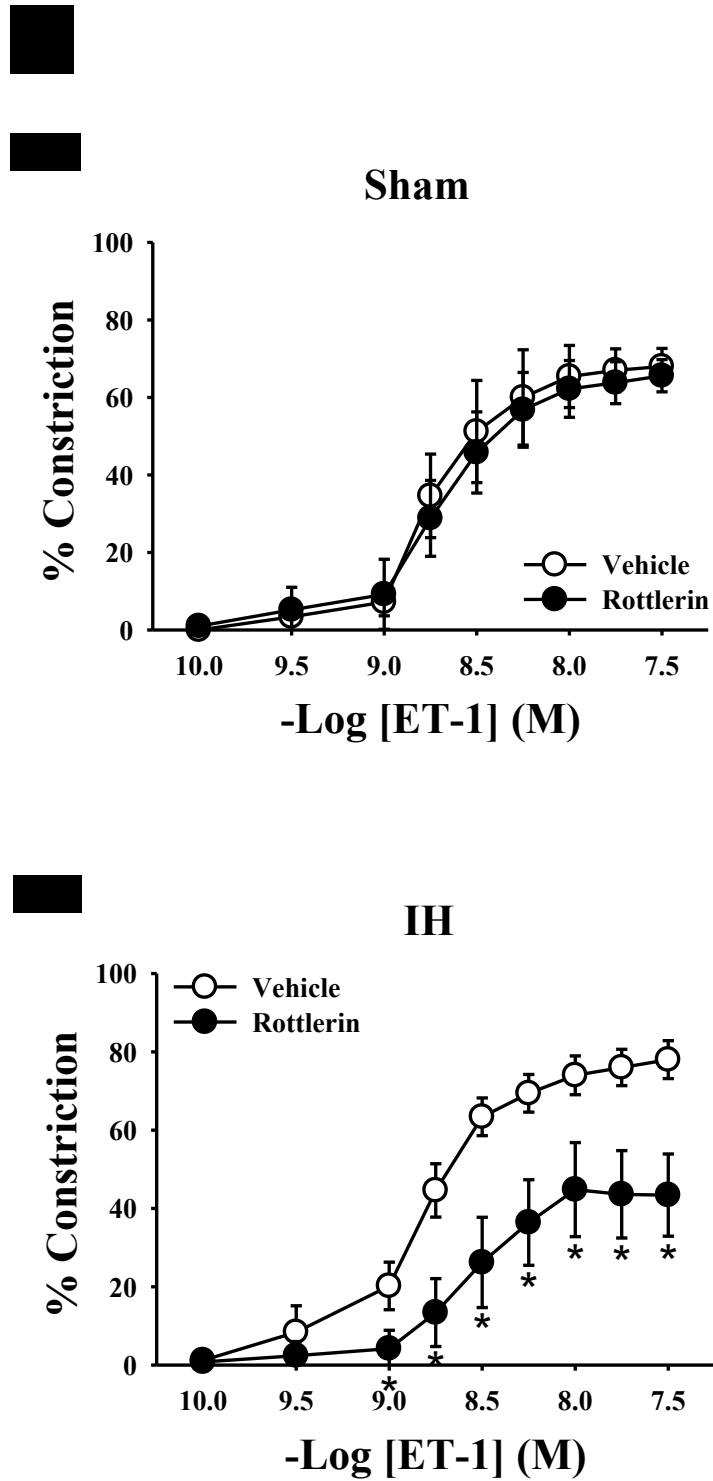 Sham
100
80
60
40
20
0
% Constriction
Vehicle
Rottlerin
10.0 9.5 9.0 8.5 8.0 7.5
-Log [ET-1] (M)
IH
100
80
60
40
20
0
% Constriction
Vehicle
Rottlerin
* * * * * * *
10.0 9.5 9.0 8.5 8.0 7.5
-Log [ET-1] (M)